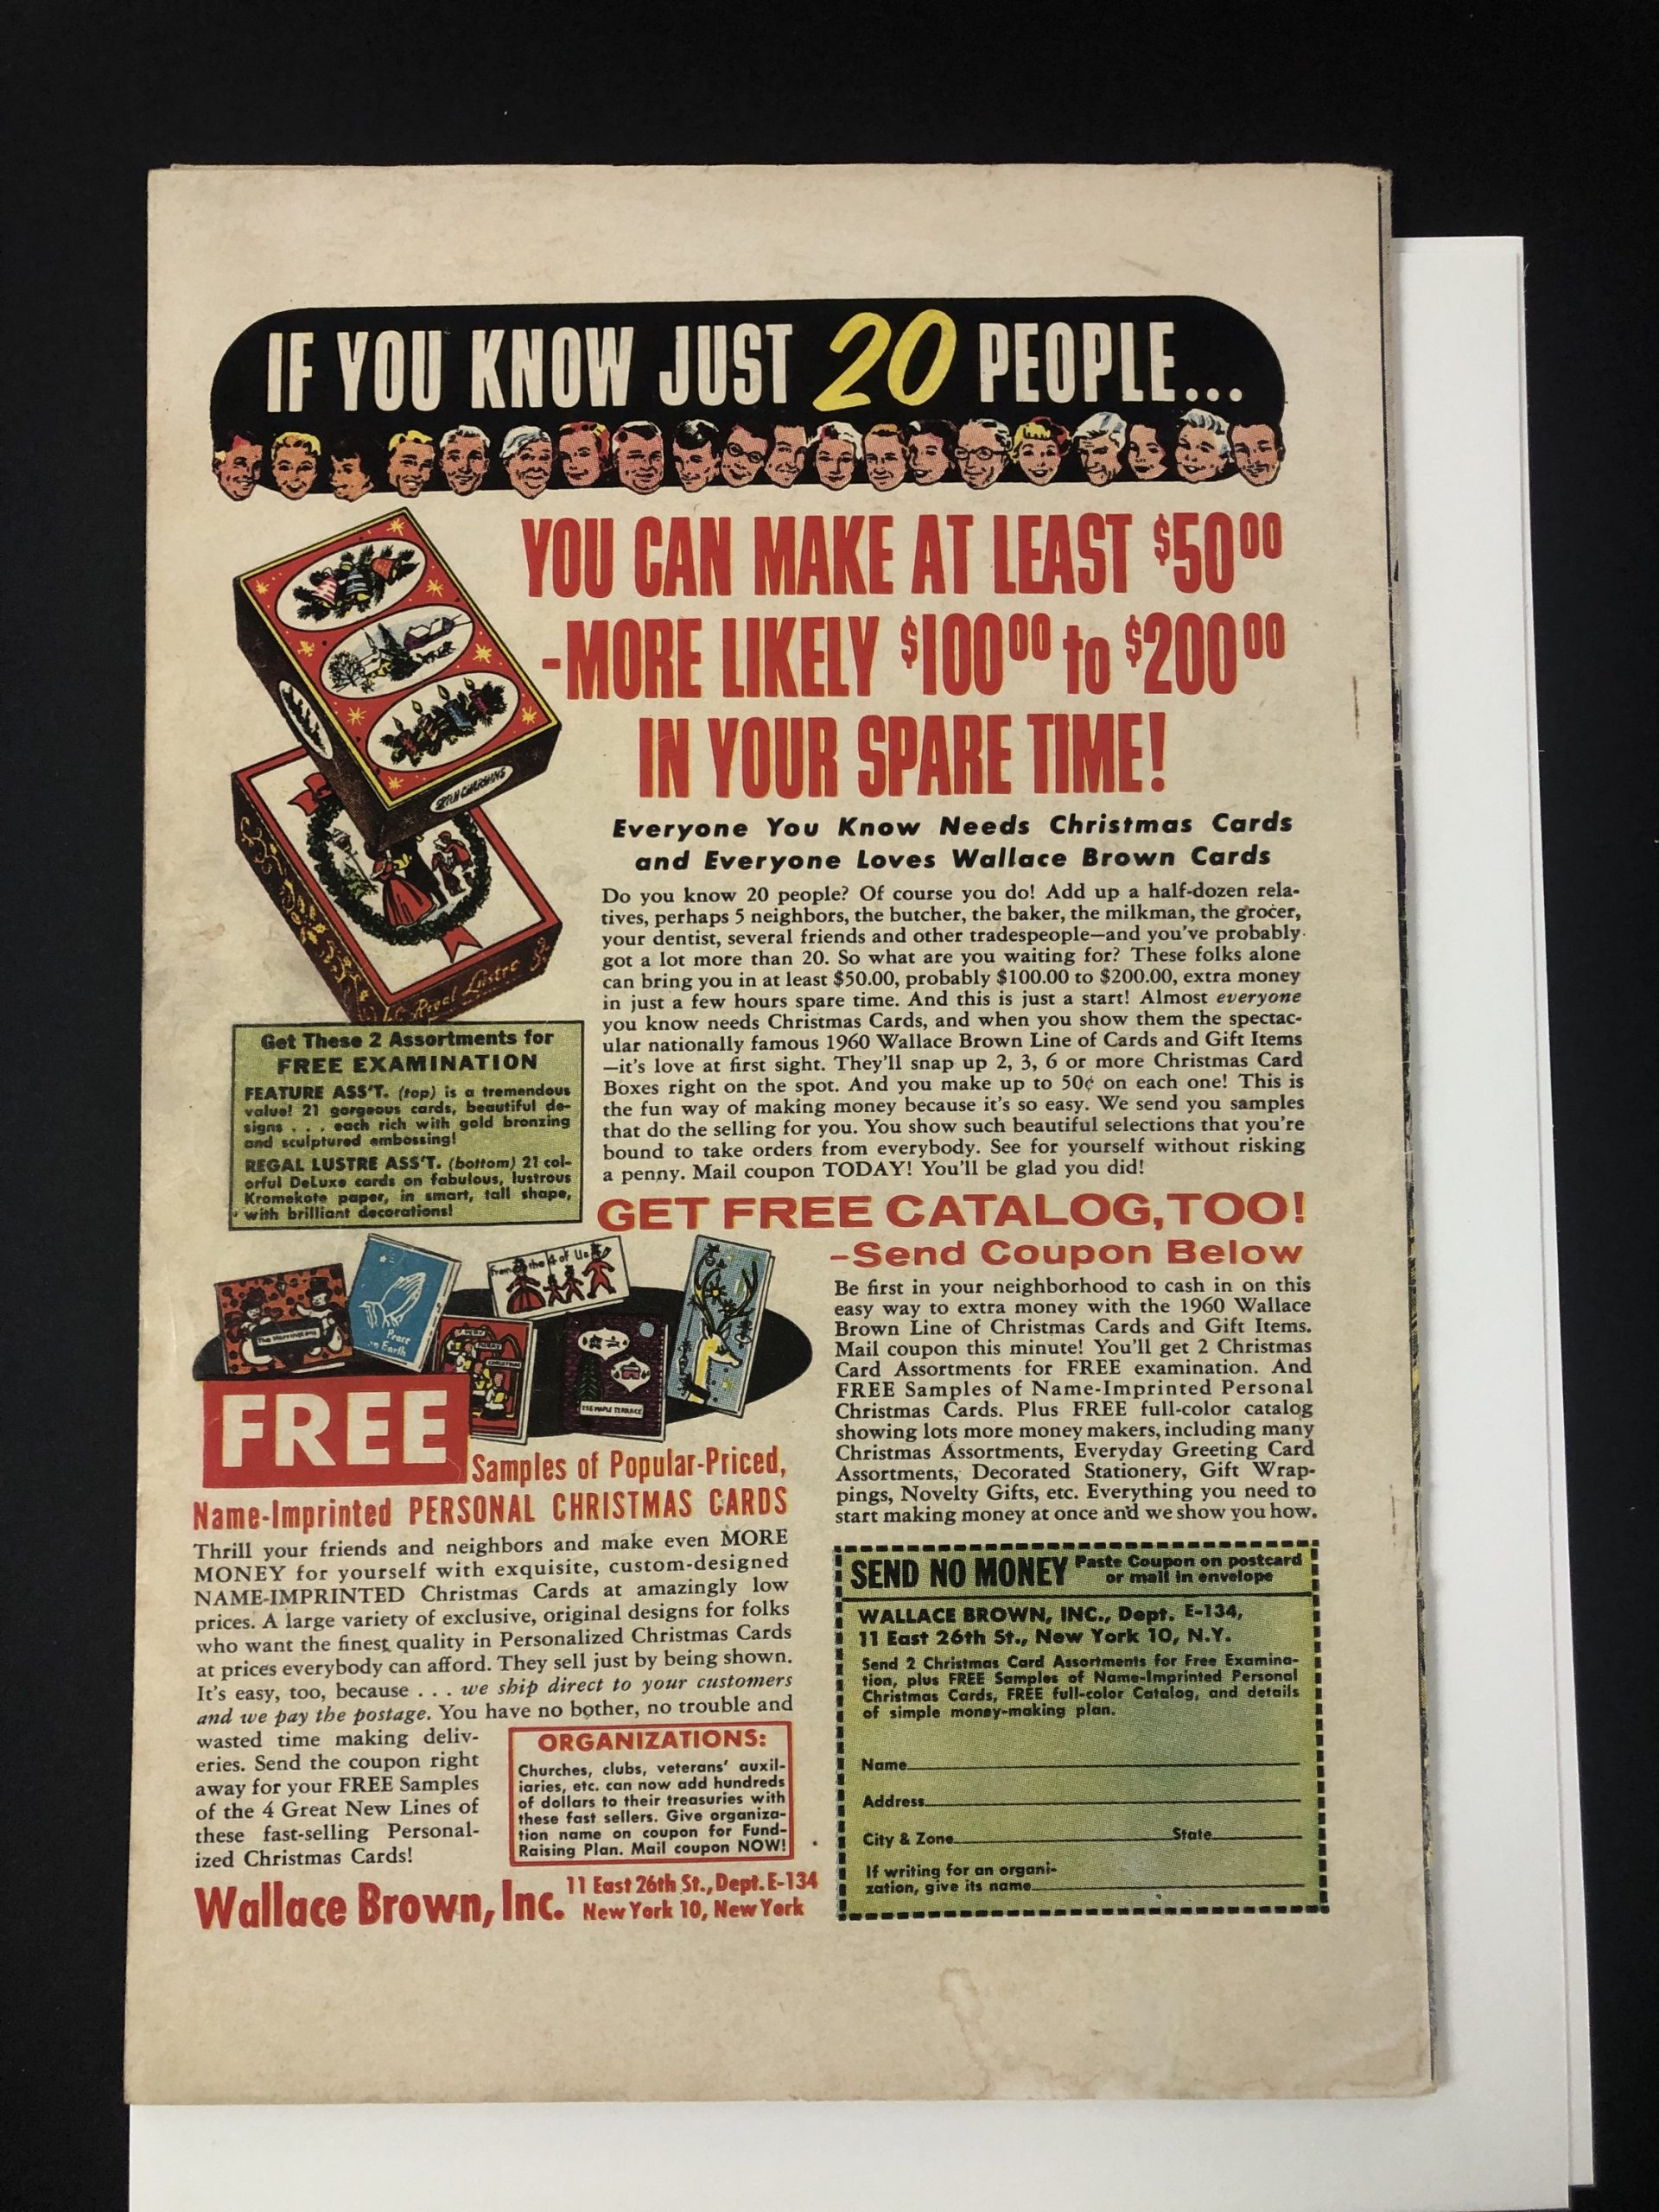 IF YOU KNOW JUST 20 PEOPLE...
YOU CAN MAKE AT LEAST $50⁰⁰
-MORE LIKELY $100⁰⁰ to $200⁰⁰
IN YOUR SPARE TIME!
Everyone You Know Needs Christmas Cards
and Everyone Loves Wallace Brown Cards
Do you know 20 people? Of course you do! Add up a half-dozen rela-
tives, perhaps 5 neighbors, the butcher, the baker, the milkman, the grocer,
your dentist, several friends and other tradespeople—and you've probably
got a lot more than 20. So what are you waiting for? These folks alone
can bring you in at least $50.00, probably $100.00 to $200.00, extra money
in just a few hours spare time. And this is just a start! Almost everyone
you know needs Christmas Cards, and when you show them the spectac-
ular nationally famous 1960 Wallace Brown Line of Cards and Gift Items
—it's love at first sight. They'll snap up 2, 3, 6 or more Christmas Card
Boxes right on the spot. And you make up to 50¢ on each one! This is
the fun way of making money because it's so easy. We send you samples
that do the selling for you. You show such beautiful selections that you're
bound to take orders from everybody. See for yourself without risking
a penny. Mail coupon TODAY! You'll be glad you did!
Regal Lustre
Get These 2 Assortments for
FREE EXAMINATION
FEATURE ASS'T. (top) is a tremendous
value! 21 gorgeous cards, beautiful de-
signs . . . each rich with gold bronzing
and sculptured embossing!
REGAL LUSTRE ASS'T. (bottom) 21 col-
orful DeLuxe cards on fabulous, lustrous
Kromekote paper, in smart, tall shape,
with brilliant decorations!
GET FREE CATALOG, TOO!
-Send Coupon Below
Be first in your neighborhood to cash in on this
easy way to extra money with the 1960 Wallace
Brown Line of Christmas Cards and Gift Items.
Mail coupon this minute! You'll get 2 Christmas
Card Assortments for FREE examination. And
FREE Samples of Name-Imprinted Personal
Christmas Cards. Plus FREE full-color catalog
showing lots more money makers, including many
Christmas Assortments, Everyday Greeting Card
Assortments, Decorated Stationery, Gift Wrap-
pings, Novelty Gifts, etc. Everything you need to
start making money at once and we show you how.
The Harringtons
Peace
on Earth
From the 4 of Us
MERRY
CHRISTMAS
MAPLE TERRACE
FREE
Samples of Popular-Priced,
Name-Imprinted PERSONAL CHRISTMAS CARDS
Thrill your friends and neighbors and make even MORE
MONEY for yourself with exquisite, custom-designed
NAME-IMPRINTED Christmas Cards at amazingly low
prices. A large variety of exclusive, original designs for folks
who want the finest quality in Personalized Christmas Cards
at prices everybody can afford. They sell just by being shown.
It's easy, too, because . . . we ship direct to your customers
and we pay the postage. You have no bother, no trouble and
wasted time making deliv-
eries. Send the coupon right
away for your FREE Samples
of the 4 Great New Lines of
these fast-selling Personal-
ized Christmas Cards!
ORGANIZATIONS:
Churches, clubs, veterans' auxil-
iaries, etc. can now add hundreds
of dollars to their treasuries with
these fast sellers. Give organiza-
tion name on coupon for Fund-
Raising Plan. Mail coupon NOW!
Wallace Brown, Inc. 11 East 26th St., Dept. E-134
New York 10, New York
SEND NO MONEY Paste Coupon on postcard
or mail in envelope
WALLACE BROWN, INC., Dept. E-134,
11 East 26th St., New York 10, N.Y.
Send 2 Christmas Card Assortments for Free Examina-
tion, plus FREE Samples of Name-Imprinted Personal
Christmas Cards, FREE full-color Catalog, and details
of simple money-making plan.
Name
Address
City & Zone State
If writing for an organi-
zation, give its name